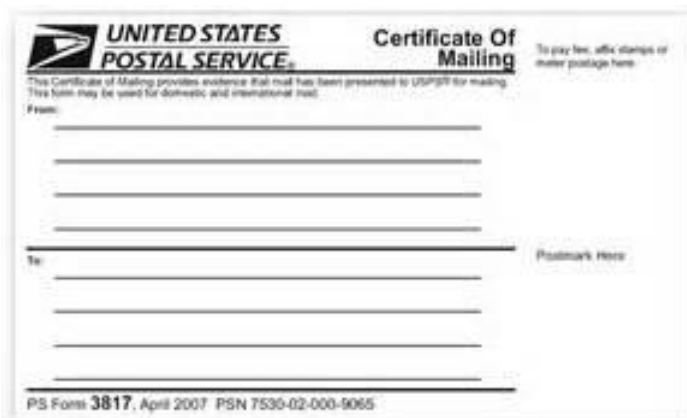 UNITED STATES
POSTAL SERVICE®
Certificate Of
Mailing
To pay fee, affix stamps or
meter postage here.
This Certificate of Mailing provides evidence that mail has been presented to USPS® for mailing.
This form may be used for domestic and international mail.
From:
To:
Postmark Here
PS Form 3817, April 2007 PSN 7530-02-000-9065